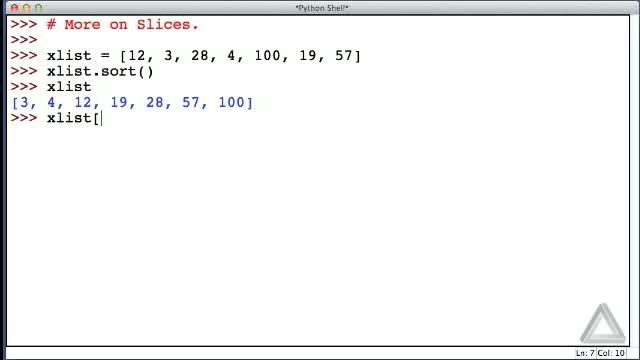 *Python Shell*
>>> # More on Slices.
>>>
>>> xlist = [12, 3, 28, 4, 100, 19, 57]
>>> xlist.sort()
>>> xlist
[3, 4, 12, 19, 28, 57, 100]
>>> xlist[
Ln: 7 Col: 10